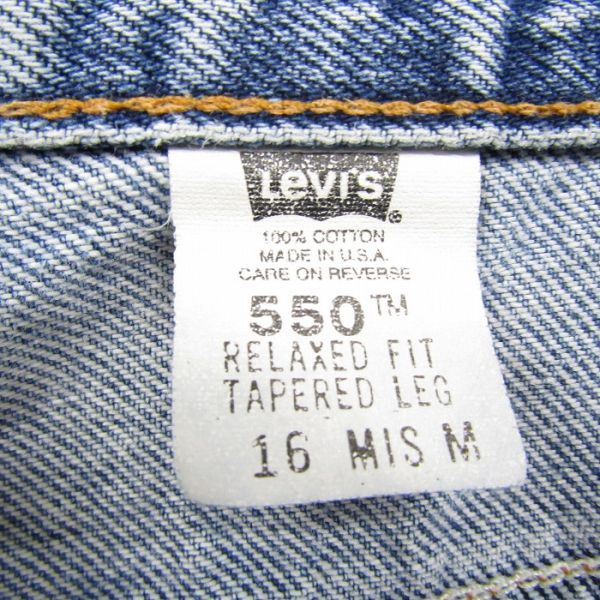 Levi's ®
100% COTTON
MADE IN U.S.A.
CARE ON REVERSE
550™
RELAXED FIT
TAPERED LEG
16 MIS M